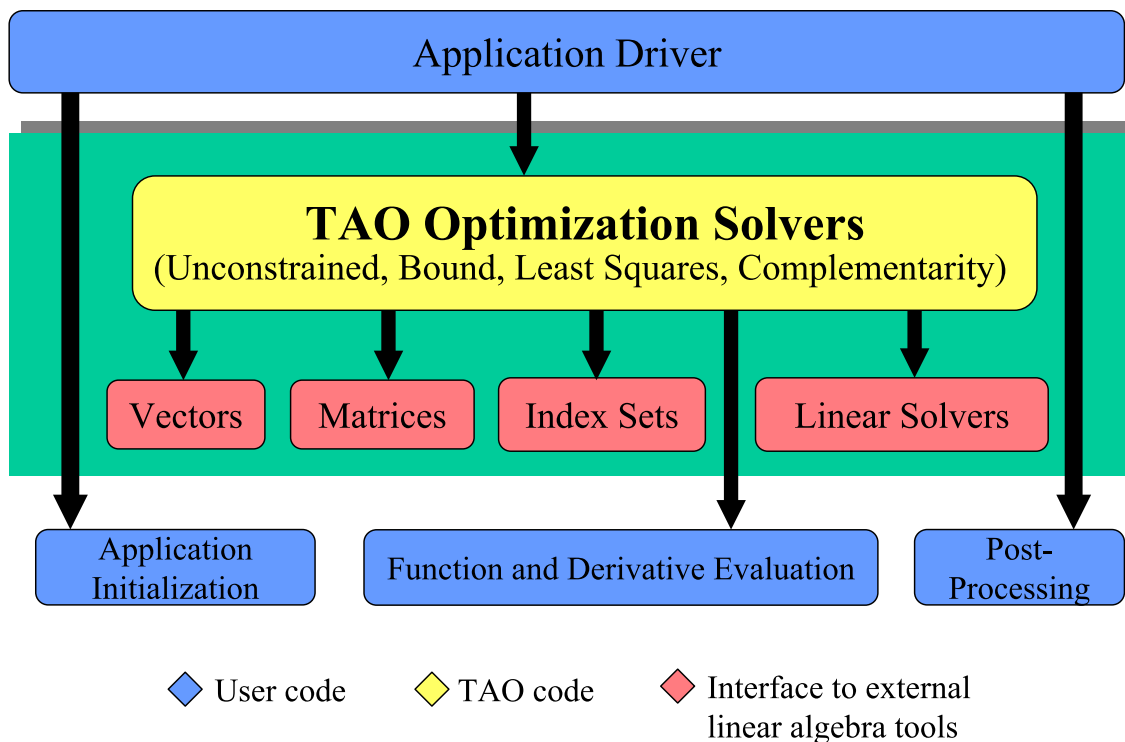 Application Driver
TAO Optimization Solvers
(Unconstrained, Bound, Least Squares, Complementarity)
Vectors
Matrices
Index Sets
Linear Solvers
Application
Initialization
Function and Derivative Evaluation
Post-
Processing
User code
TAO code
Interface to external
linear algebra tools